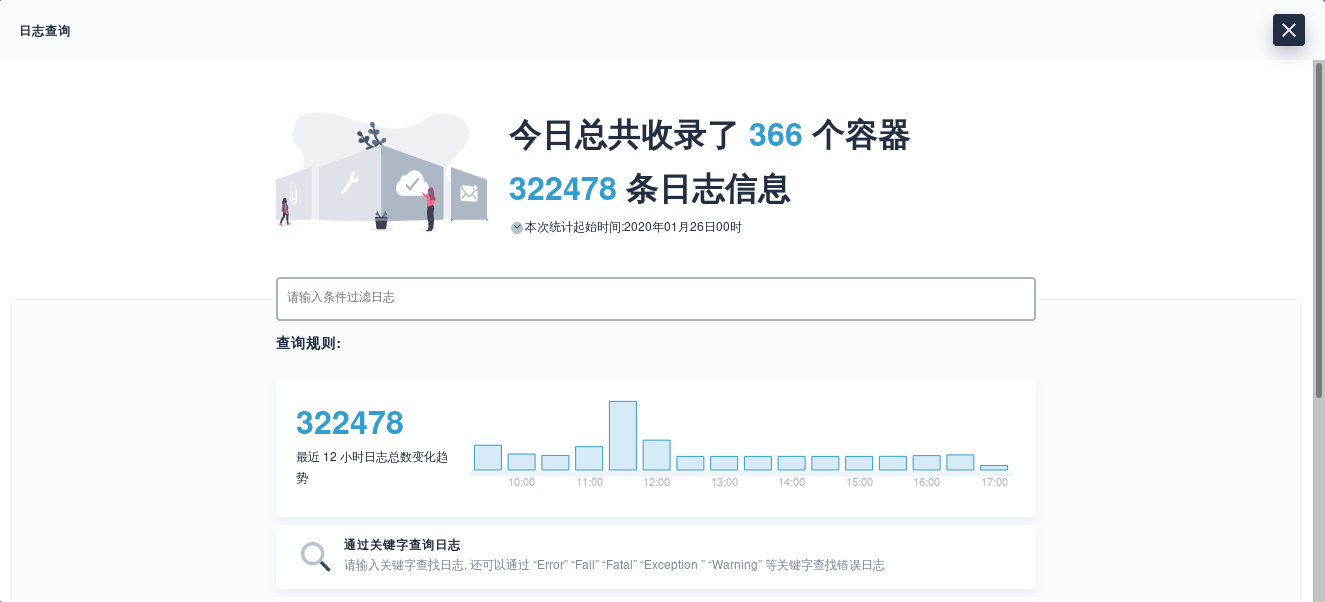 日志查询
今日总共收录了 366 个容器
322478 条日志信息
本次统计起始时间:2020年01月26日00时
请输入条件过滤日志
查询规则:
322478
最近 12 小时日志总数变化趋
势
10:00 11:00 12:00 13:00 14:00 15:00 16:00 17:00
通过关键字查询日志
请输入关键字查找日志, 还可以通过 “Error” “Fail” “Fatal” “Exception ” “Warning” 等关键字查找错误日志